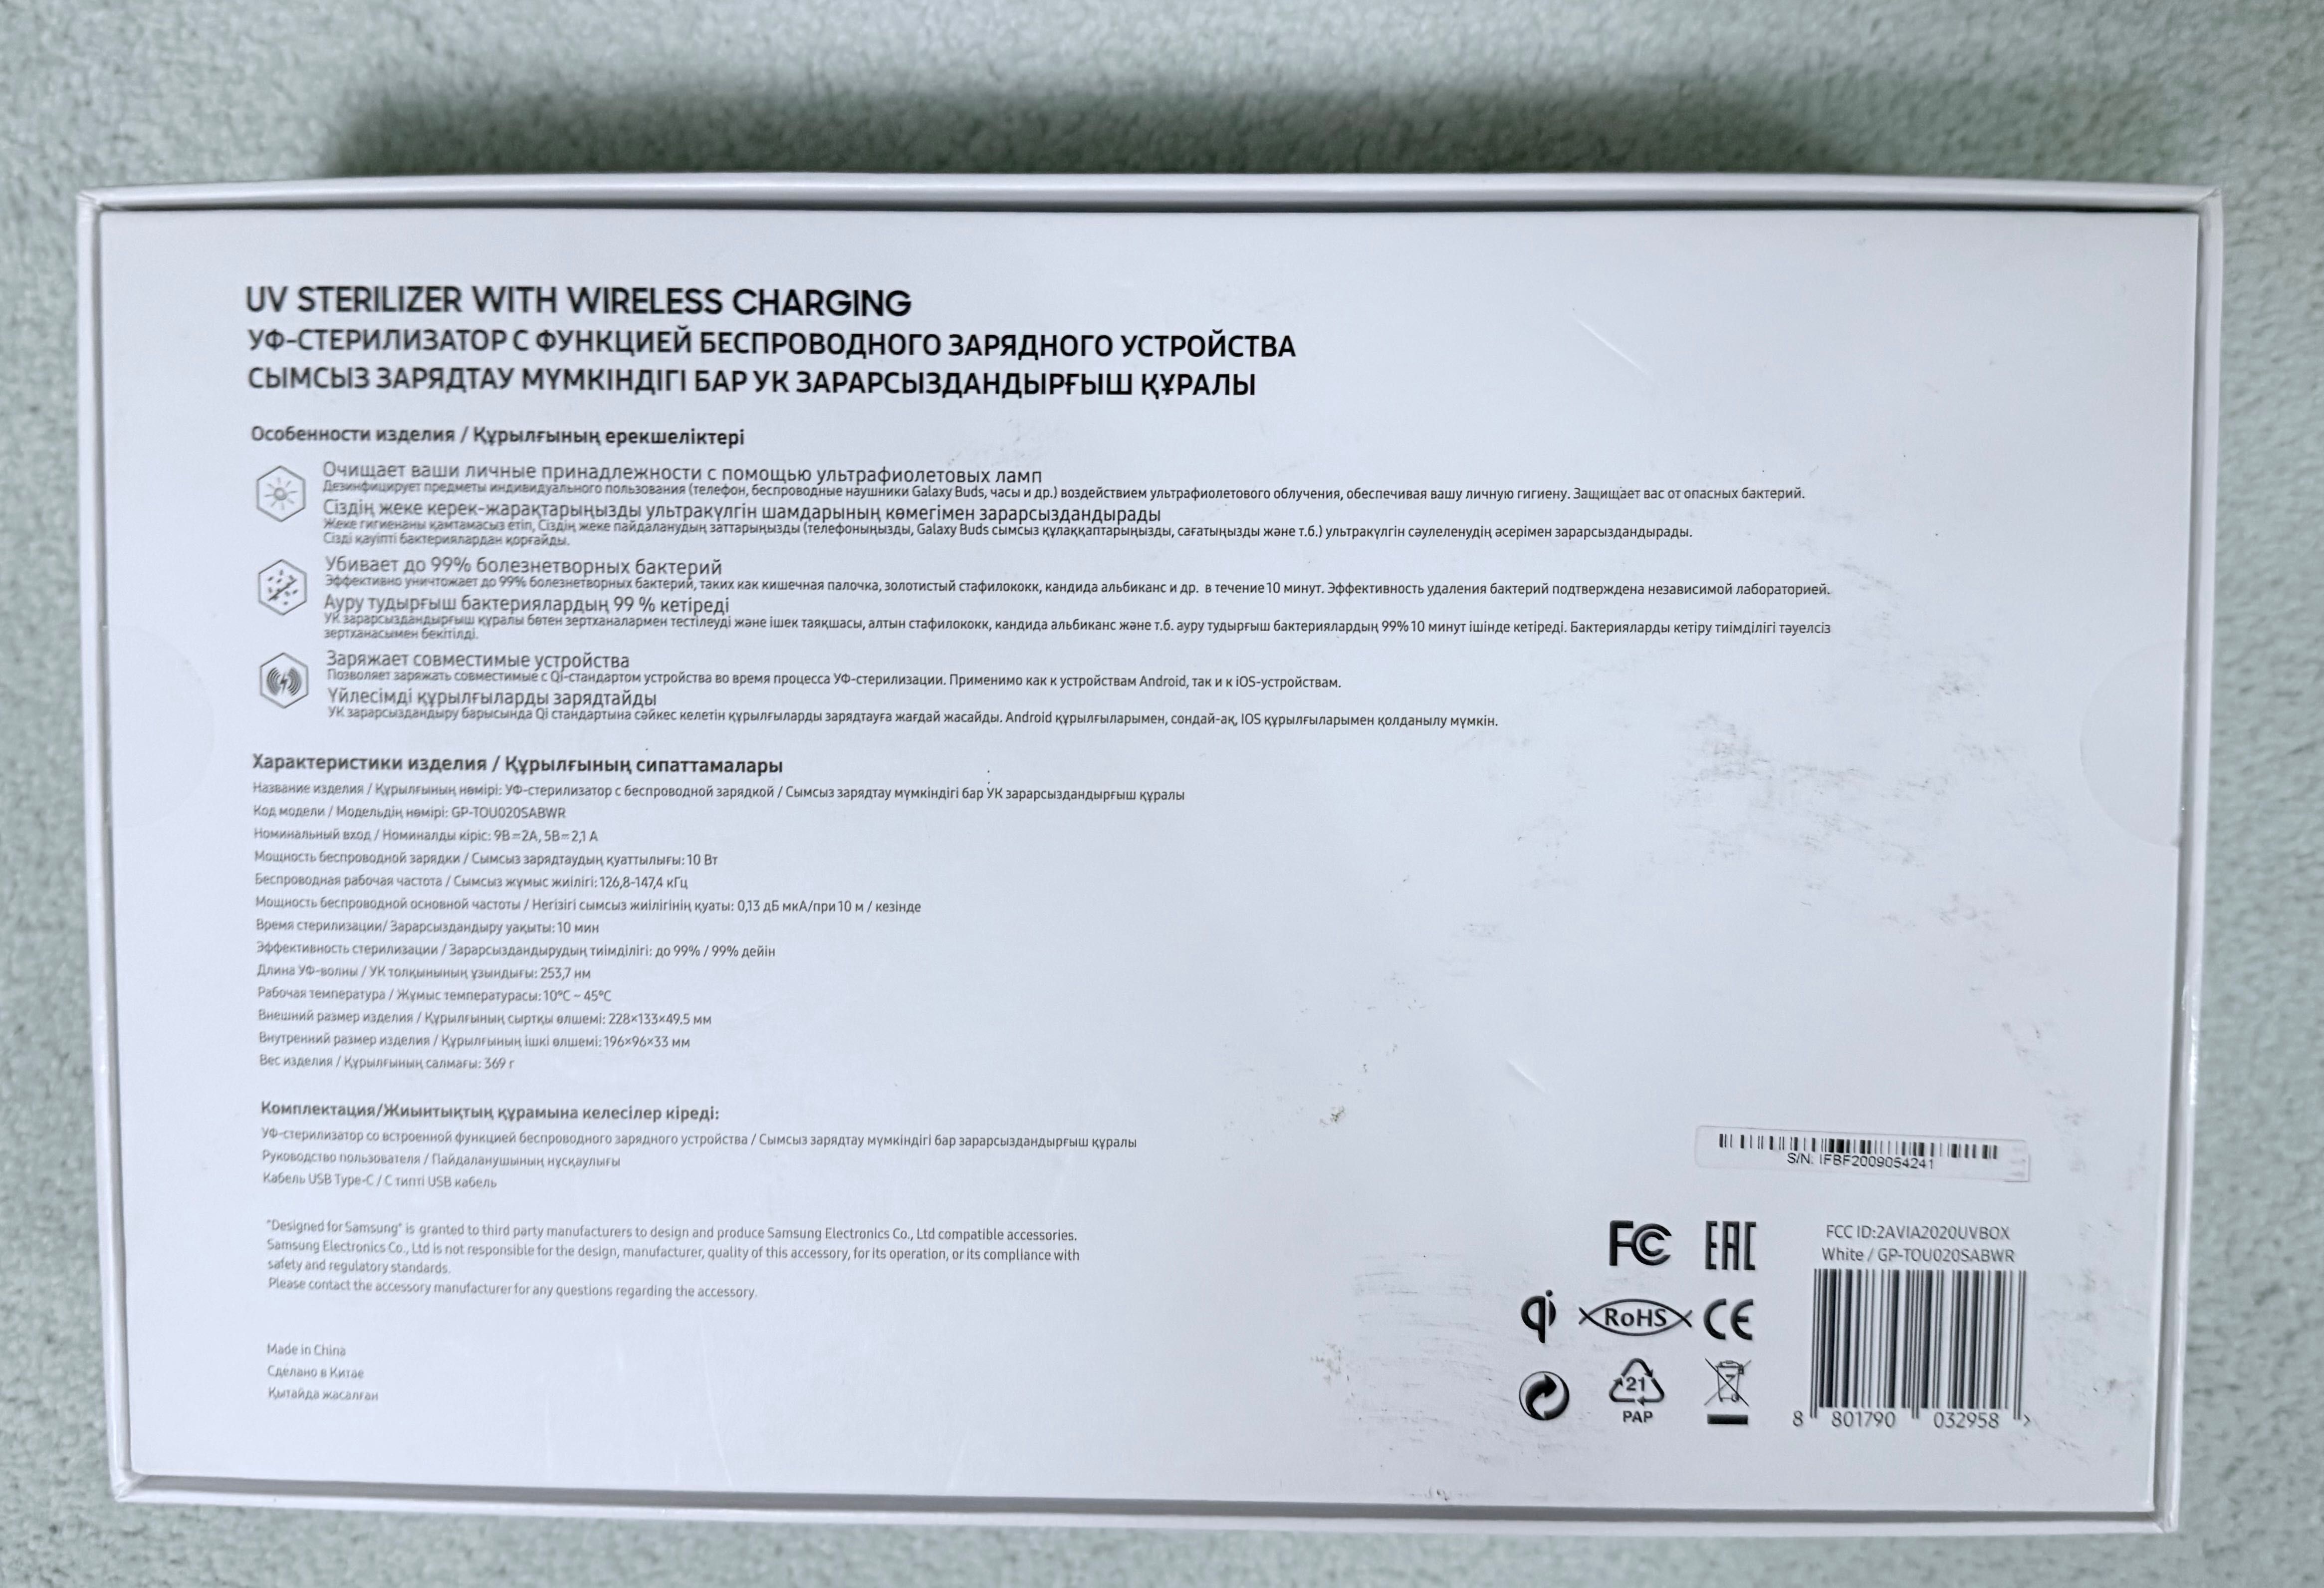 UV STERILIZER WITH WIRELESS CHARGING
УФ-СТЕРИЛИЗАТОР С ФУНКЦИЕЙ БЕСПРОВОДНОГО ЗАРЯДНОГО УСТРОЙСТВА
СЫМСЫЗ ЗАРЯДТАУ МҮМКІНДІГІ БАР УК ЗАРАРСЫЗДАНДЫРҒЫШ ҚҰРАЛЫ
Особенности изделия / Құрылғының ерекшеліктері
Очищает ваши личные принадлежности с помощью ультрафиолетовых ламп
Дезинфицирует предметы индивидуального пользования (телефон, беспроводные наушники Galaxy Buds, часы и др.) воздействием ультрафиолетового облучения, обеспечивая вашу личную гигиену. Защищает вас от опасных бактерий.
Сіздің жеке керек-жарақтарыңызды ультракүлгін шамдарының көмегімен зарарсыздандырады
Жеке гигиенаны қамтамасыз етіп, Сіздің жеке пайдаланудың заттарыңызды (телефоныңызды, Galaxy Buds сымсыз құлаққаптарыңызды, сағатыңызды және т.б.) ультракүлгін сәулеленудің әсерімен зарарсыздандырады.
Сізді қауіпті бактериялардан қорғайды.
Убивает до 99% болезнетворных бактерий
Эффективно уничтожает до 99% болезнетворных бактерий, таких как кишечная палочка, золотистый стафилококк, кандида альбиканс и др. в течение 10 минут. Эффективность удаления бактерий подтверждена независимой лабораторией.
Ауру тудырғыш бактериялардың 99 % кетіреді
УК зарарсыздандырғыш құралы бөтен зертханалармен тестілеуді және ішек таяқшасы, алтын стафилококк, кандида альбиканс және т.б. ауру тудырғыш бактериялардың 99% 10 минут ішінде кетіреді. Бактерияларды кетіру тиімділігі тәуелсіз
зертханасымен бекітілді.
Заряжает совместимые устройства
Позволяет заряжать совместимые с Qi-стандартом устройства во время процесса УФ-стерилизации. Применимо как к устройствам Android, так и к iOS-устройствам.
Үйлесімді құрылғыларды зарядтайды
УК зарарсыздандыру барысында Qi стандартына сәйкес келетін құрылғыларды зарядтауға жағдай жасайды. Android құрылғыларымен, сондай-ақ, IOS құрылғыларымен қолданылу мүмкін.
Характеристики изделия / Құрылғының сипаттамалары
Название изделия / Құрылғының нөмірі: УФ-стерилизатор с беспроводной зарядкой / Сымсыз зарядтау мүмкіндігі бар УК зарарсыздандырғыш құралы
Код модели / Модельдің нөмірі: GP-TOU020SABWR
Номинальный вход / Номиналды кіріс: 9В=2А, 5В=2,1 А
Мощность беспроводной зарядки / Сымсыз зарядтаудың қуаттылығы: 10 Вт
Беспроводная рабочая частота / Сымсыз жұмыс жиілігі: 126,8-147,4 кГц
Мощность беспроводной основной частоты / Негізгі сымсыз жиілігінің қуаты: 0,13 дБ мкА/при 10 м / кезінде
Время стерилизации/ Зарарсыздандыру уақыты: 10 мин
Эффективность стерилизации / Зарарсыздандырудың тиімділігі: до 99% / 99% дейін
Длина УФ-волны / УК толқынының ұзындығы: 253,7 нм
Рабочая температура / Жұмыс температурасы: 10°C ~ 45°C
Внешний размер изделия / Құрылғының сыртқы өлшемі: 228×133×49.5 мм
Внутренний размер изделия / Құрылғының ішкі өлшемі: 196×96×33 мм
Вес изделия / Құрылғының салмағы: 369 г
Комплектация/Жиынтықтың құрамына келесілер кіреді:
УФ-стерилизатор со встроенной функцией беспроводного зарядного устройства / Сымсыз зарядтау мүмкіндігі бар зарарсыздандырғыш құралы
Руководство пользователя / Пайдаланушының нұсқаулығы
Кабель USB Type-C / С типті USB кабель
"Designed for Samsung" is granted to third party manufacturers to design and produce Samsung Electronics Co., Ltd compatible accessories.
Samsung Electronics Co., Ltd is not responsible for the design, manufacturer, quality of this accessory, for its operation, or its compliance with
safety and regulatory standards.
Please contact the accessory manufacturer for any questions regarding the accessory.
Made in China
Сделано в Китае
Қытайда жасалған
S/N. IFBF2009054241
FC EAC
FCC ID:2AVIA2020UVBOX
White / GP-TOU020SABWR
qi RoHS CE
21
PAP
8 801790 032958 >